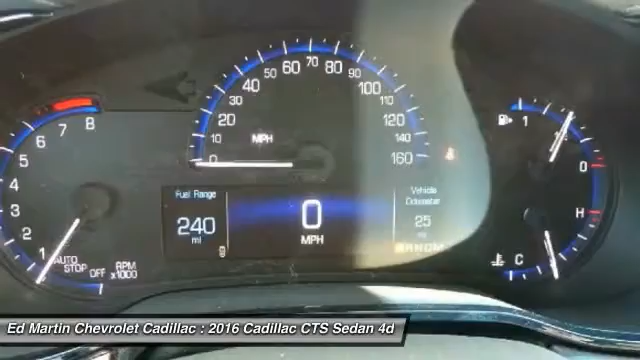 8
7
6
5
4
3
2
1
AUTO
STOP
OFF
RPM
x1000
0
10
20
30
40
50
60
70
80
90
100
110
120
130
140
160
MPH
Fuel Range
240
mi
0
MPH
Vehicle
Odometer
25
mi
1
0
H
C
Ed Martin Chevrolet Cadillac : 2016 Cadillac CTS Sedan 4d